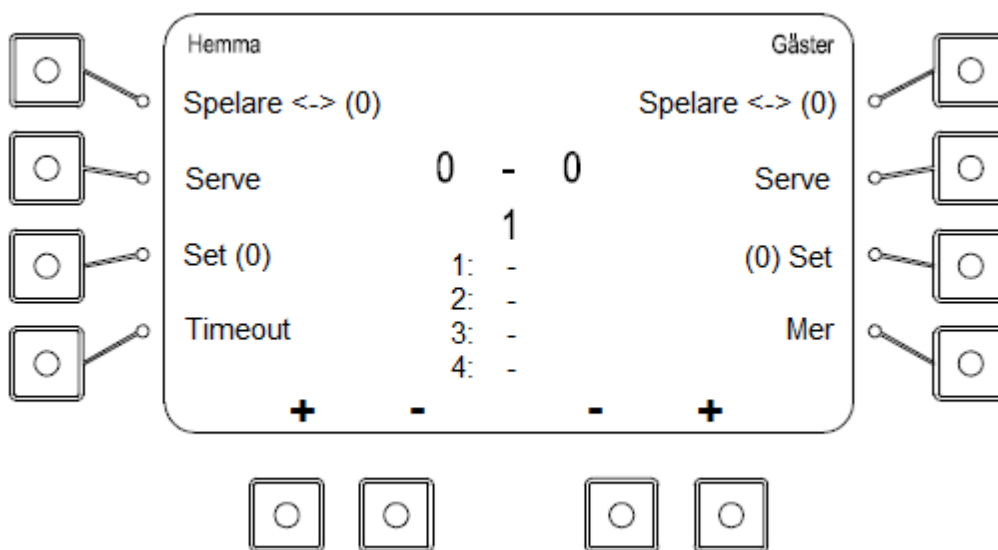 Hemma Gäster
Spelare <-> (0) Spelare <-> (0)
Serve 0 - 0 Serve
1
Set (0) (0) Set
1: -
2: -
Timeout 3: - Mer
4: -
+ - - +